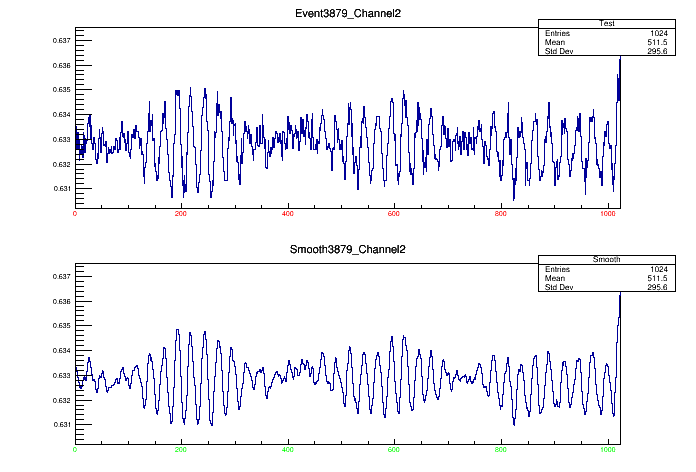 Event3879_Channel2
Test
Entries 1024
Mean 511.5
Std Dev 295.6
0.637
0.636
0.635
0.634
0.633
0.632
0.631
0 200 400 600 800 1000
Smooth3879_Channel2
Smooth
Entries 1024
Mean 511.5
Std Dev 295.6
0.637
0.636
0.635
0.634
0.633
0.632
0.631
0 200 400 600 800 1000